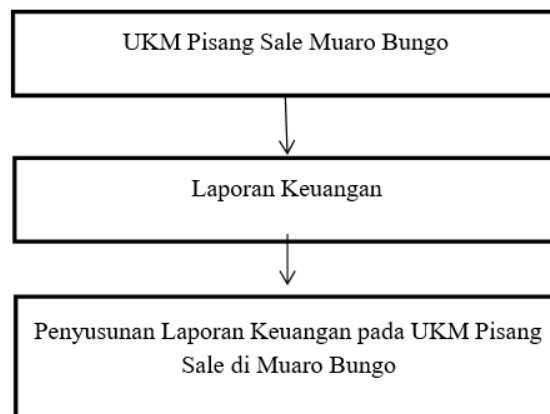 UKM Pisang Sale Muaro Bungo
Laporan Keuangan
Penyusunan Laporan Keuangan pada UKM Pisang
Sale di Muaro Bungo